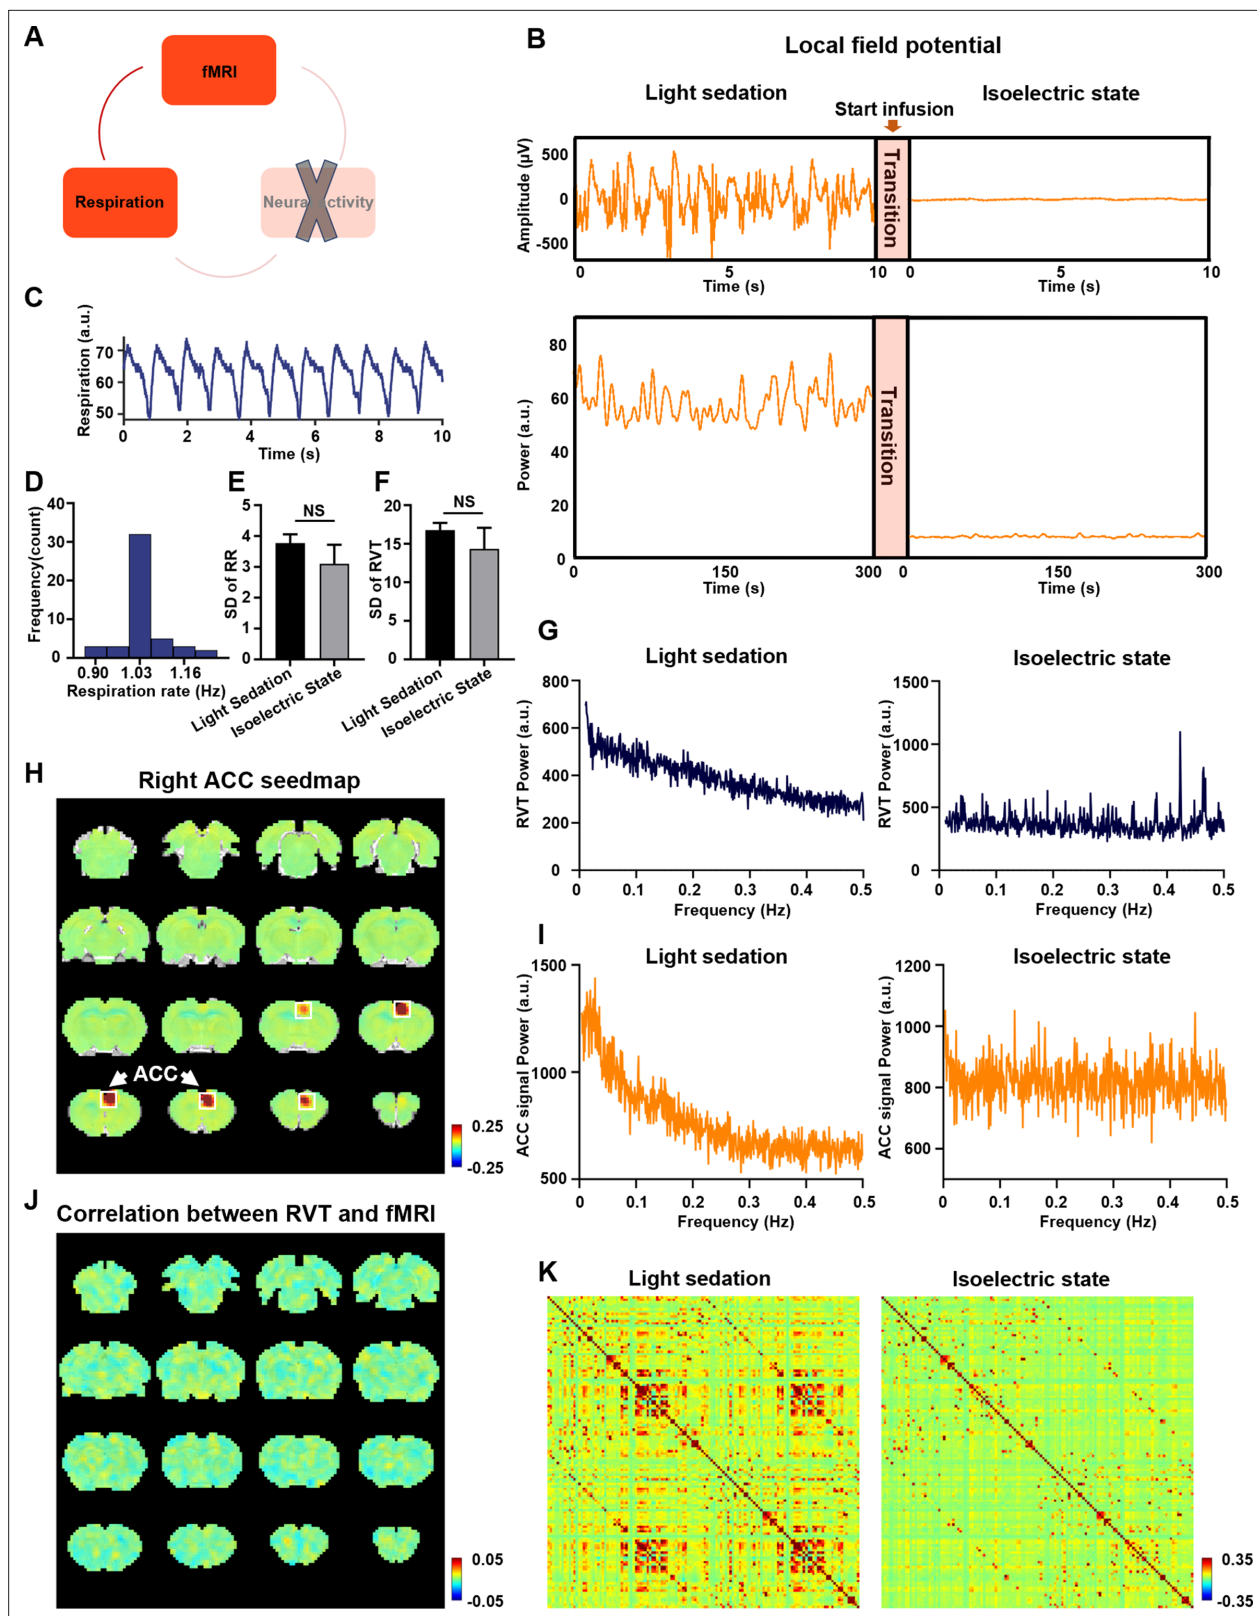 A
fMRI
Respiration
Neural activity
B
Local field potential
Light sedation
Isoelectric state
Start infusion
Amplitude (µV)
500
0
-500
Transition
0
5
10
0
5
10
Time (s)
Time (s)
Power (a.u.)
80
60
40
20
0
Transition
0
150
300
0
150
300
Time (s)
Time (s)
C
Respiration (a.u.)
70
60
50
0
2
4
6
8
10
Time (s)
D
Frequency(count)
40
30
20
10
0
0.90
1.03
1.16
Respiration rate (Hz)
E
SD of RR
5
4
3
2
1
0
NS
Light Sedation
Isoelectric State
F
SD of RVT
20
15
10
5
0
NS
Light Sedation
Isoelectric State
G
Light sedation
RVT Power (a.u.)
800
600
400
200
0
0
0.1
0.2
0.3
0.4
0.5
Frequency (Hz)
Isoelectric state
RVT Power (a.u.)
1500
1000
500
0
0
0.1
0.2
0.3
0.4
0.5
Frequency (Hz)
H
Right ACC seedmap
ACC
0.25
-0.25
I
Light sedation
ACC signal Power (a.u.)
1500
1000
500
0
0.1
0.2
0.3
0.4
0.5
Frequency (Hz)
Isoelectric state
ACC signal Power (a.u.)
1200
1000
800
600
0
0.1
0.2
0.3
0.4
0.5
Frequency (Hz)
J
Correlation between RVT and fMRI
0.05
-0.05
K
Light sedation
Isoelectric state
0.35
-0.35